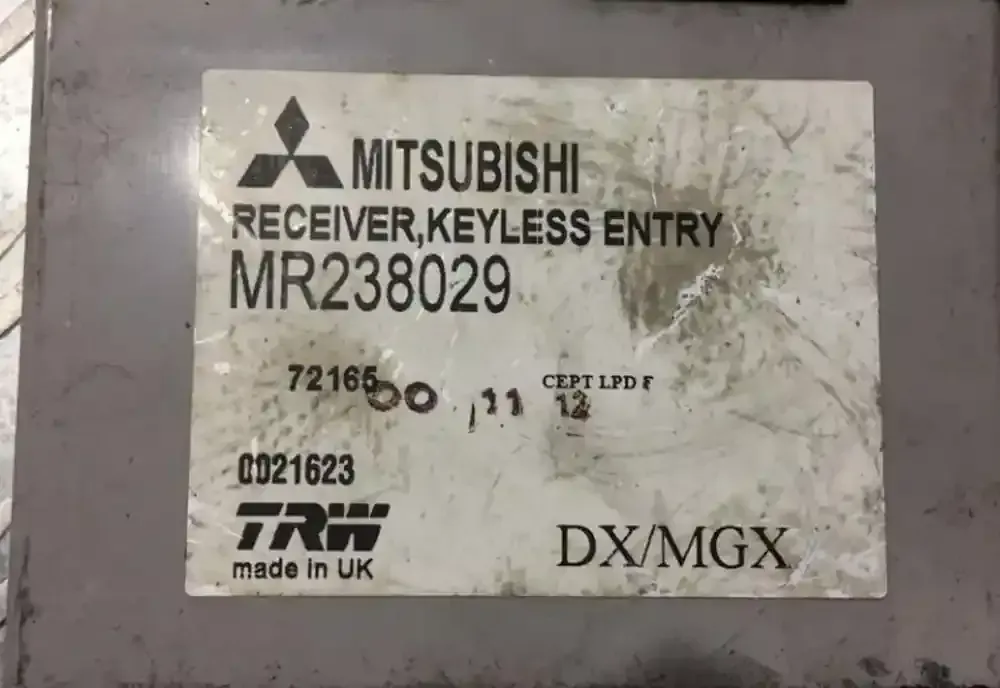 MITSUBISHI
RECEIVER,KEYLESS ENTRY
MR238029
72165
CEPT LPD F
00 11 12
0021623
TRW
made in UK
DX/MGX